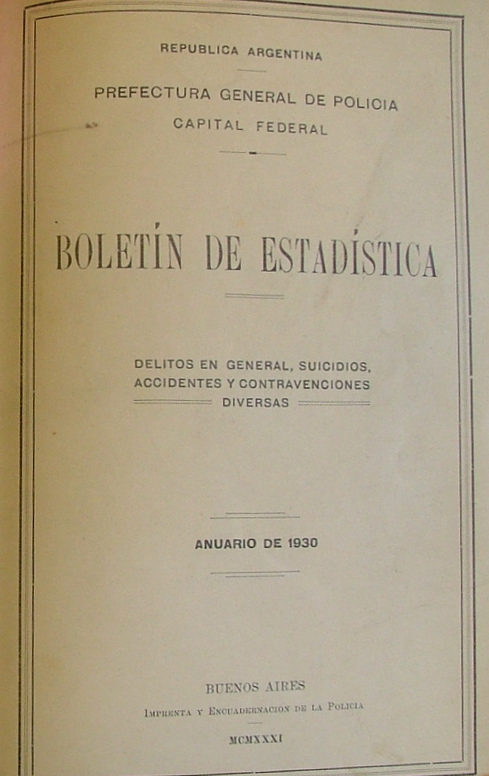 REPUBLICA ARGENTINA
PREFECTURA GENERAL DE POLICIA
CAPITAL FEDERAL
BOLETÍN DE ESTADÍSTICA
DELITOS EN GENERAL, SUICIDIOS,
ACCIDENTES Y CONTRAVENCIONES
DIVERSAS
ANUARIO DE 1930
BUENOS AIRES
IMPRENTA Y ENCUADERNACION DE LA POLICIA
MCMXXXI